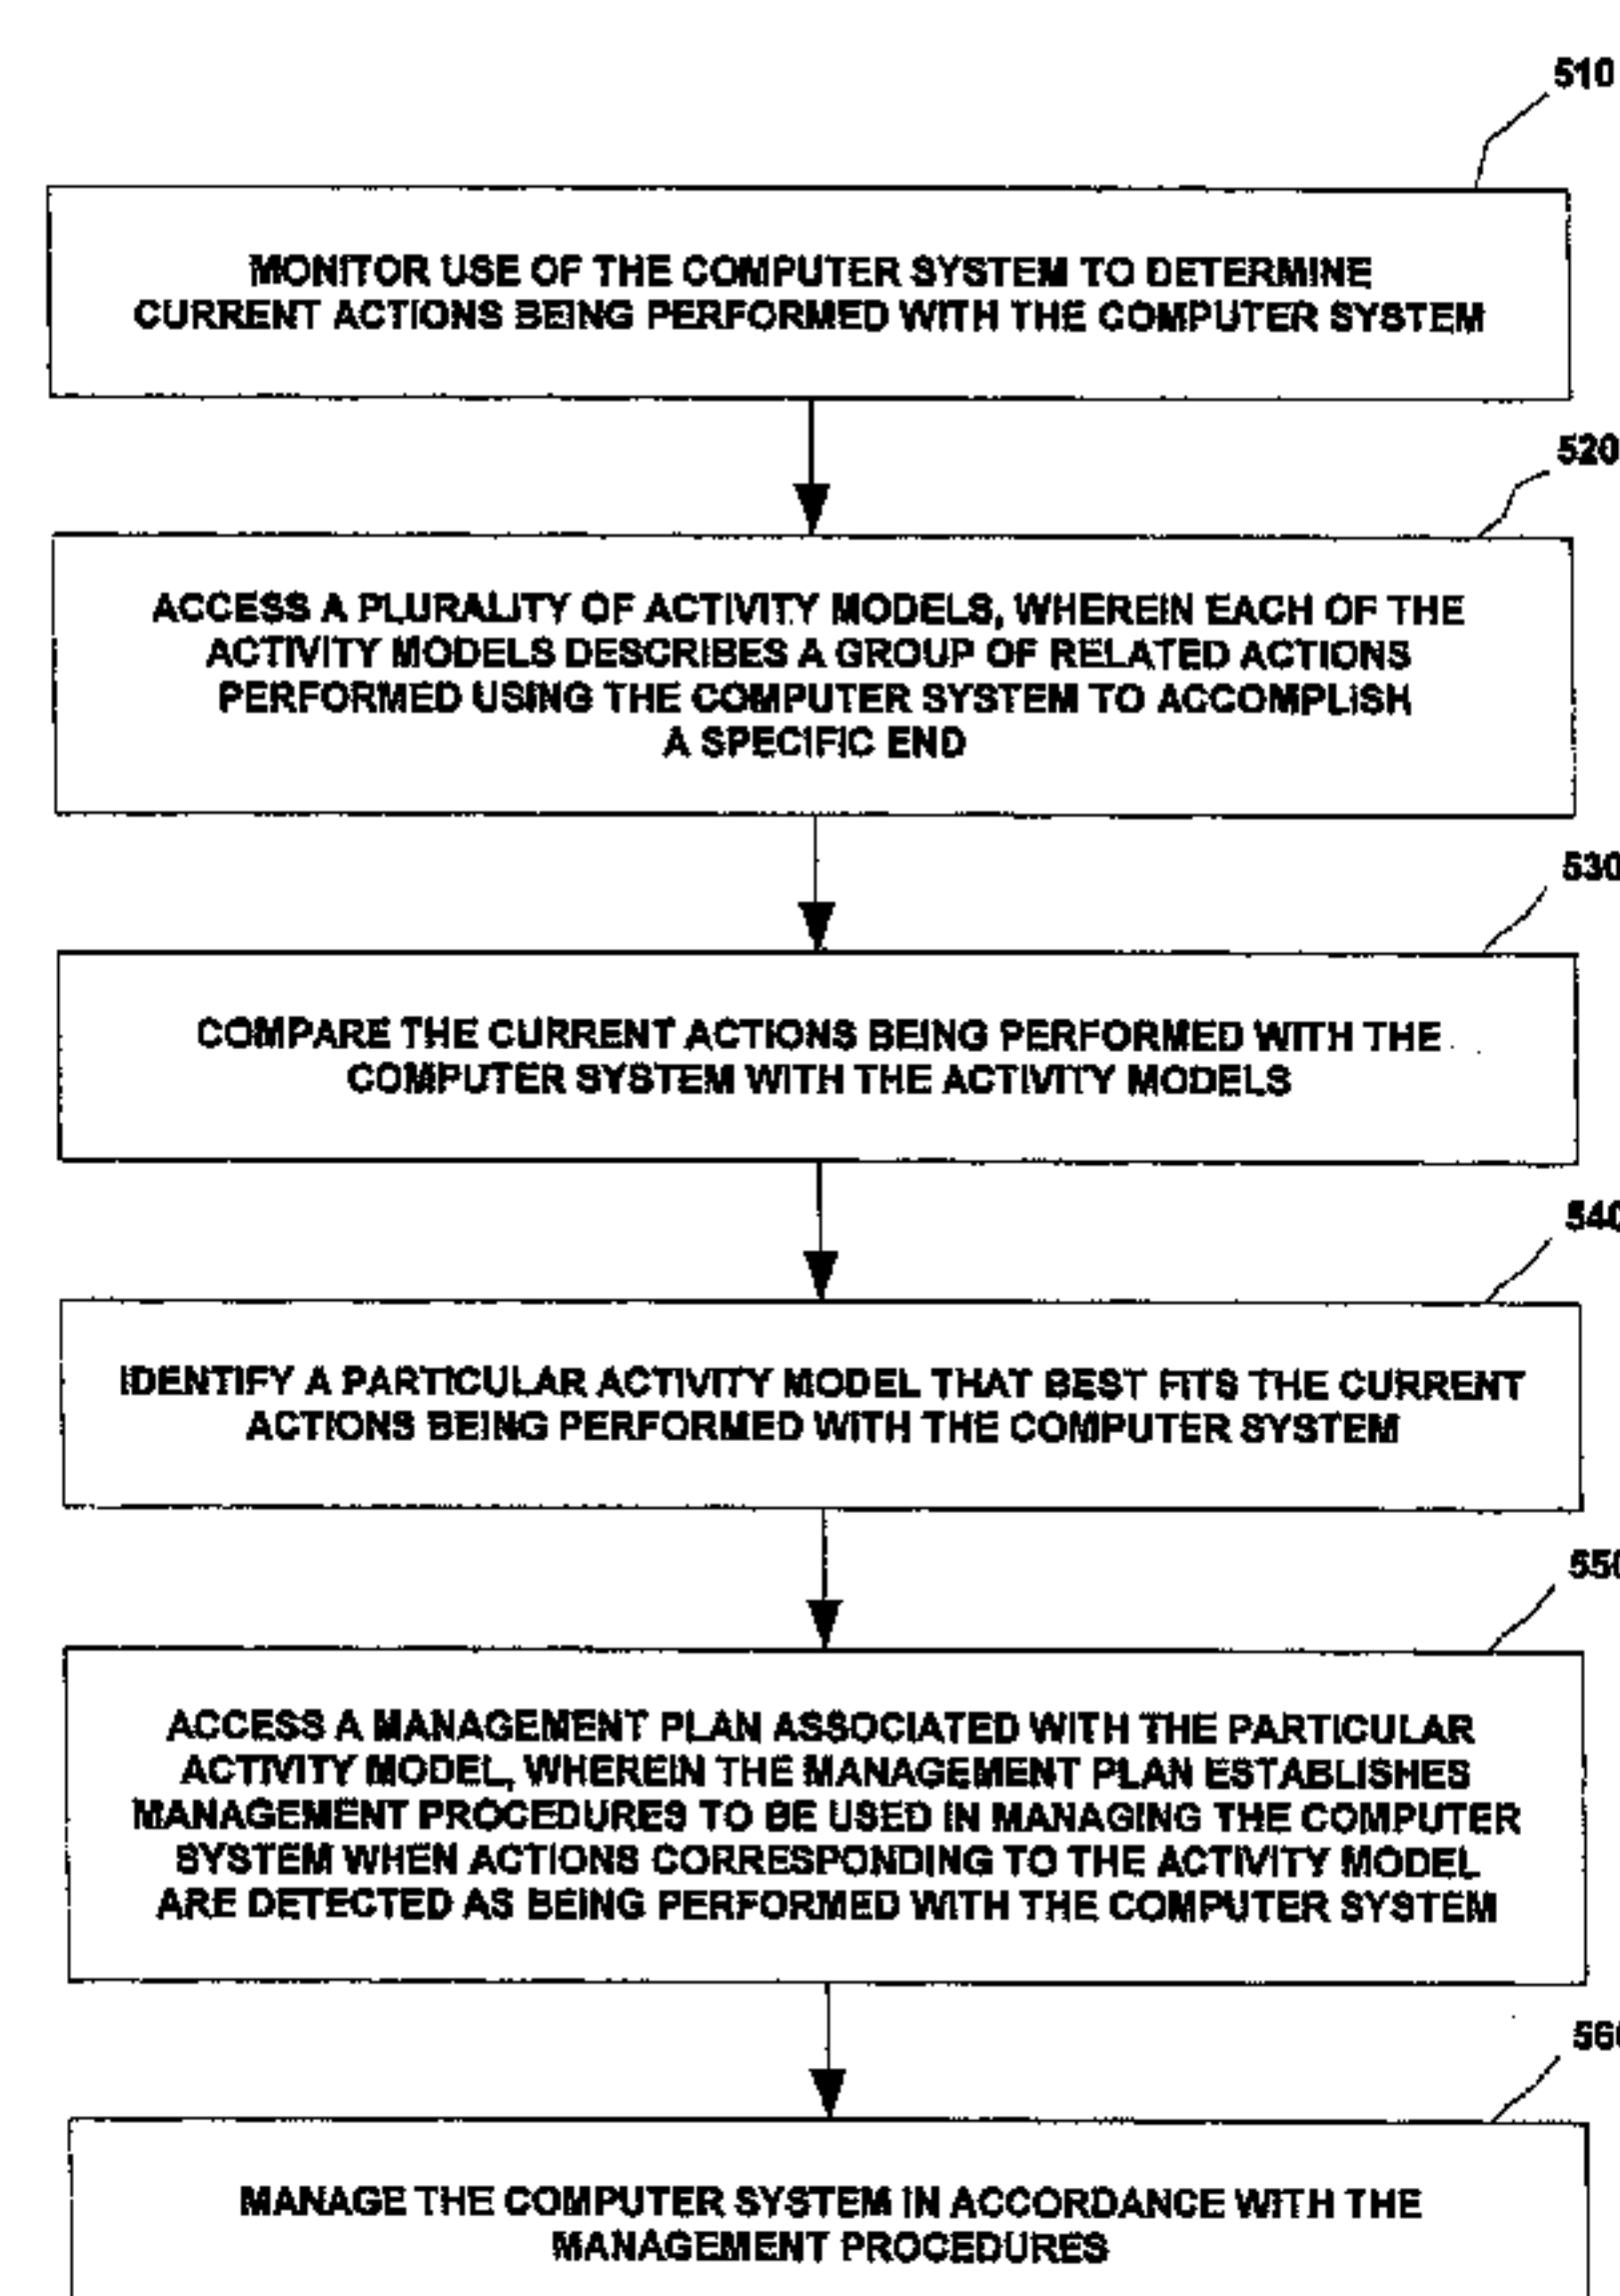 510
MONITOR USE OF THE COMPUTER SYSTEM TO DETERMINE
CURRENT ACTIONS BEING PERFORMED WITH THE COMPUTER SYSTEM
520
ACCESS A PLURALITY OF ACTIVITY MODELS, WHEREIN EACH OF THE
ACTIVITY MODELS DESCRIBES A GROUP OF RELATED ACTIONS
PERFORMED USING THE COMPUTER SYSTEM TO ACCOMPLISH
A SPECIFIC END
530
COMPARE THE CURRENT ACTIONS BEING PERFORMED WITH THE
COMPUTER SYSTEM WITH THE ACTIVITY MODELS
540
IDENTIFY A PARTICULAR ACTIVITY MODEL THAT BEST FITS THE CURRENT
ACTIONS BEING PERFORMED WITH THE COMPUTER SYSTEM
550
ACCESS A MANAGEMENT PLAN ASSOCIATED WITH THE PARTICULAR
ACTIVITY MODEL, WHEREIN THE MANAGEMENT PLAN ESTABLISHES
MANAGEMENT PROCEDURES TO BE USED IN MANAGING THE COMPUTER
SYSTEM WHEN ACTIONS CORRESPONDING TO THE ACTIVITY MODEL
ARE DETECTED AS BEING PERFORMED WITH THE COMPUTER SYSTEM
560
MANAGE THE COMPUTER SYSTEM IN ACCORDANCE WITH THE
MANAGEMENT PROCEDURES